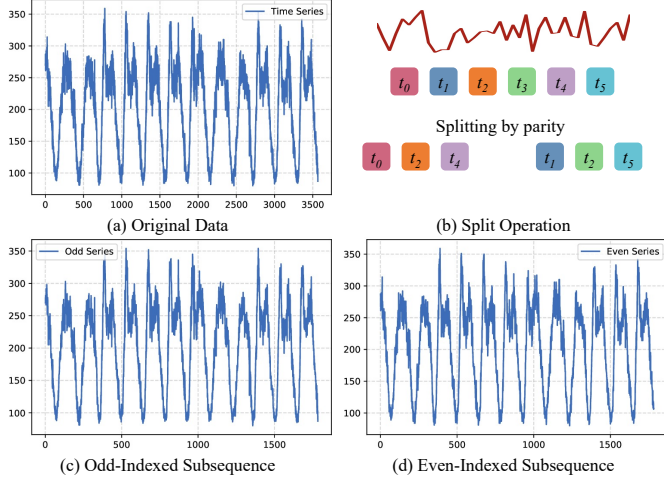 Time Series
350
300
250
200
150
100
0 500 1000 1500 2000 2500 3000 3500
(a) Original Data
t0 t1 t2 t3 t4 t5
Splitting by parity
t0 t2 t4 t1 t2 t5
(b) Split Operation
Odd Series
350
300
250
200
150
100
0 500 1000 1500
(c) Odd-Indexed Subsequence
Even Series
350
300
250
200
150
100
0 500 1000 1500
(d) Even-Indexed Subsequence